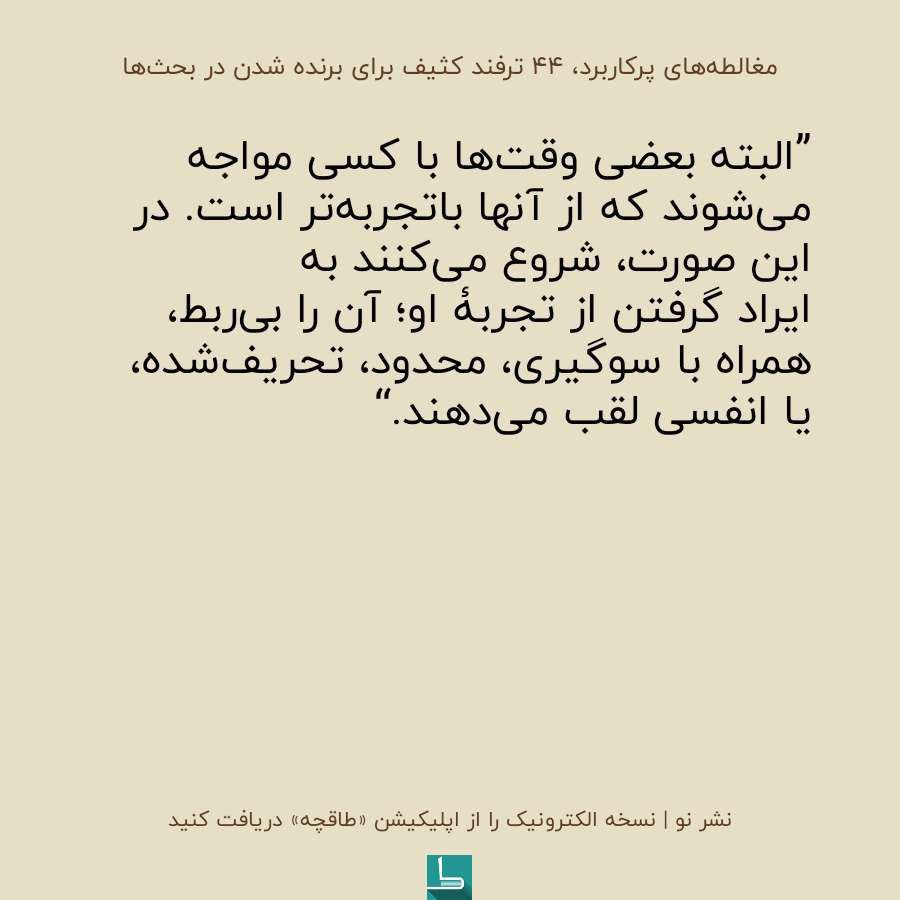 مغالطه‌های پرکاربرد، ۴۴ ترفند کثیف برای برنده شدن در بحث‌ها
”البته بعضی وقت‌ها با کسی مواجه
می‌شوند که از آنها باتجربه‌تر است. در
این صورت، شروع می‌کنند به
ایراد گرفتن از تجربهٔ او؛ آن را بی‌ربط،
همراه با سوگیری، محدود، تحریف‌شده،
یا انفسی لقب می‌دهند.“
نشر نو | نسخه الکترونیک را از اپلیکیشن «طاقچه» دریافت کنید